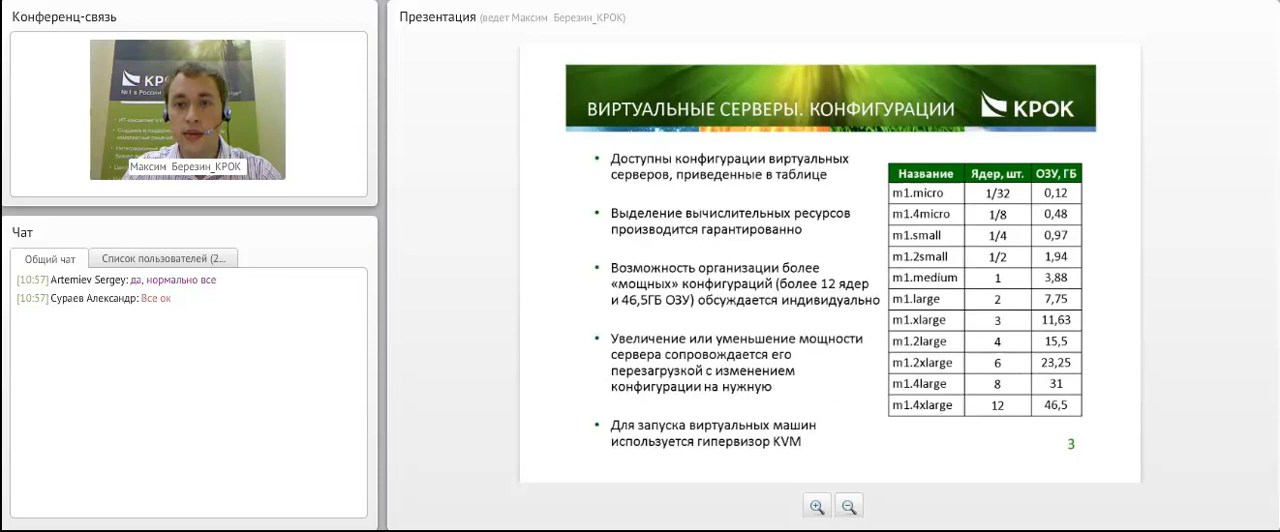 Конференц-связь
КРО
№1 в России
Максим Березин_КРОК
Чат
Общий чат
Список пользователей (2...
[10:57] Artemiev Sergey: да, нормально все
[10:57] Сураев Александр: Все ок
Презентация (ведет Максим Березин_КРОК)
ВИРТУАЛЬНЫЕ СЕРВЕРЫ. КОНФИГУРАЦИИ
КРОК
• Доступны конфигурации виртуальных
серверов, приведенные в таблице
• Выделение вычислительных ресурсов
производится гарантированно
• Возможность организации более
«мощных» конфигураций (более 12 ядер
и 46,5ГБ ОЗУ) обсуждается индивидуально
• Увеличение или уменьшение мощности
сервера сопровождается его
перезагрузкой с изменением
конфигурации на нужную
• Для запуска виртуальных машин
используется гипервизор KVM
Название Ядер, шт. ОЗУ, ГБ
m1.micro 1/32 0,12
m1.4micro 1/8 0,48
m1.small 1/4 0,97
m1.2small 1/2 1,94
m1.medium 1 3,88
m1.large 2 7,75
m1.xlarge 3 11,63
m1.2large 4 15,5
m1.2xlarge 6 23,25
m1.4large 8 31
m1.4xlarge 12 46,5
3